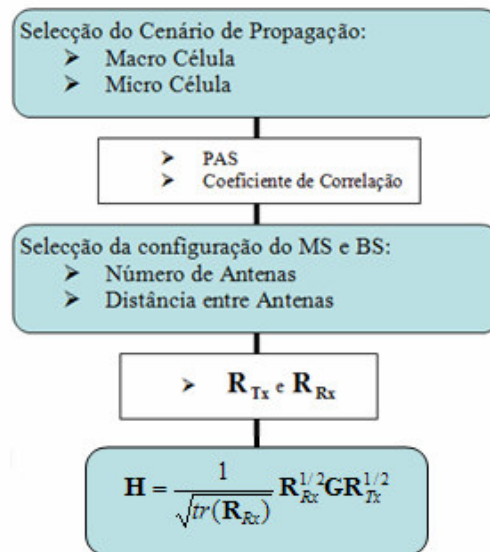 Selecção do Cenário de Propagação:
➢ Macro Célula
➢ Micro Célula
➢ PAS
➢ Coeficiente de Correlação
Selecção da configuração do MS e BS:
➢ Número de Antenas
➢ Distância entre Antenas
➢ R_Tx e R_Rx
H = 1/√tr(R_Rx) R_Rx^1/2 G R_Tx^1/2